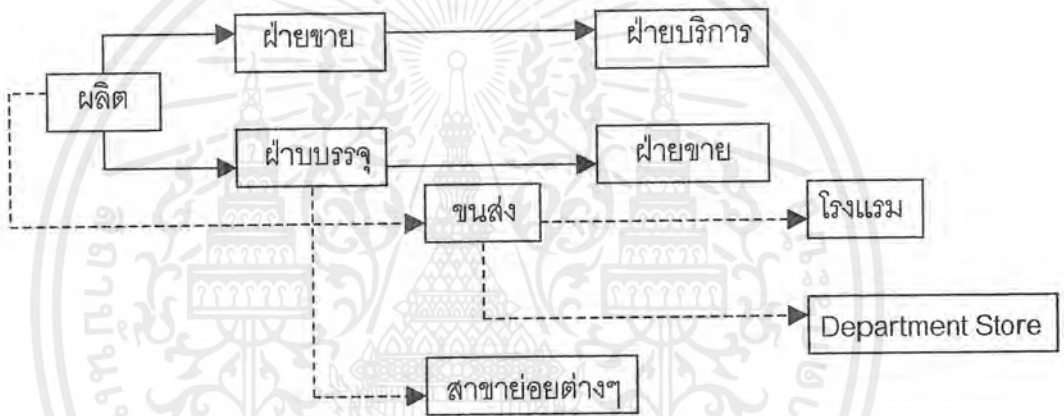 ฝ่ายขาย
ฝ่ายบริการ
ผลิต
ฝ่าบบรรจุ
ฝ่ายขาย
ขนส่ง
โรงแรม
Department Store
สาขาย่อยต่างๆ